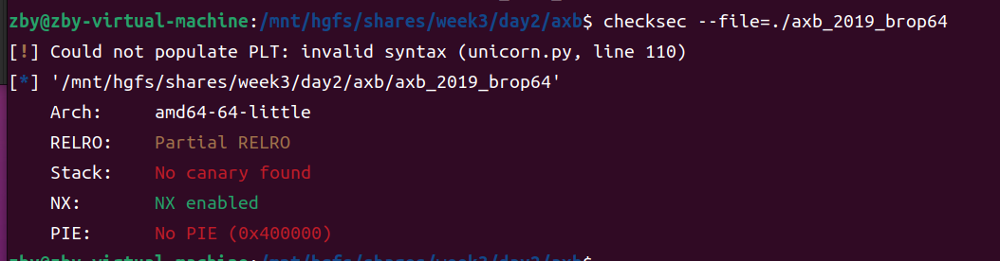 zby@zby-virtual-machine:/mnt/hgfs/shares/week3/day2/axb$ checksec --file=./axb_2019_brop64
[!] Could not populate PLT: invalid syntax (unicorn.py, line 110)
[*] '/mnt/hgfs/shares/week3/day2/axb/axb_2019_brop64'
    Arch:     amd64-64-little
    RELRO:    Partial RELRO
    Stack:    No canary found
    NX:       NX enabled
    PIE:      No PIE (0x400000)
zby@zby-virtual-machine:/mnt/hgfs/shares/week3/day2/axb$